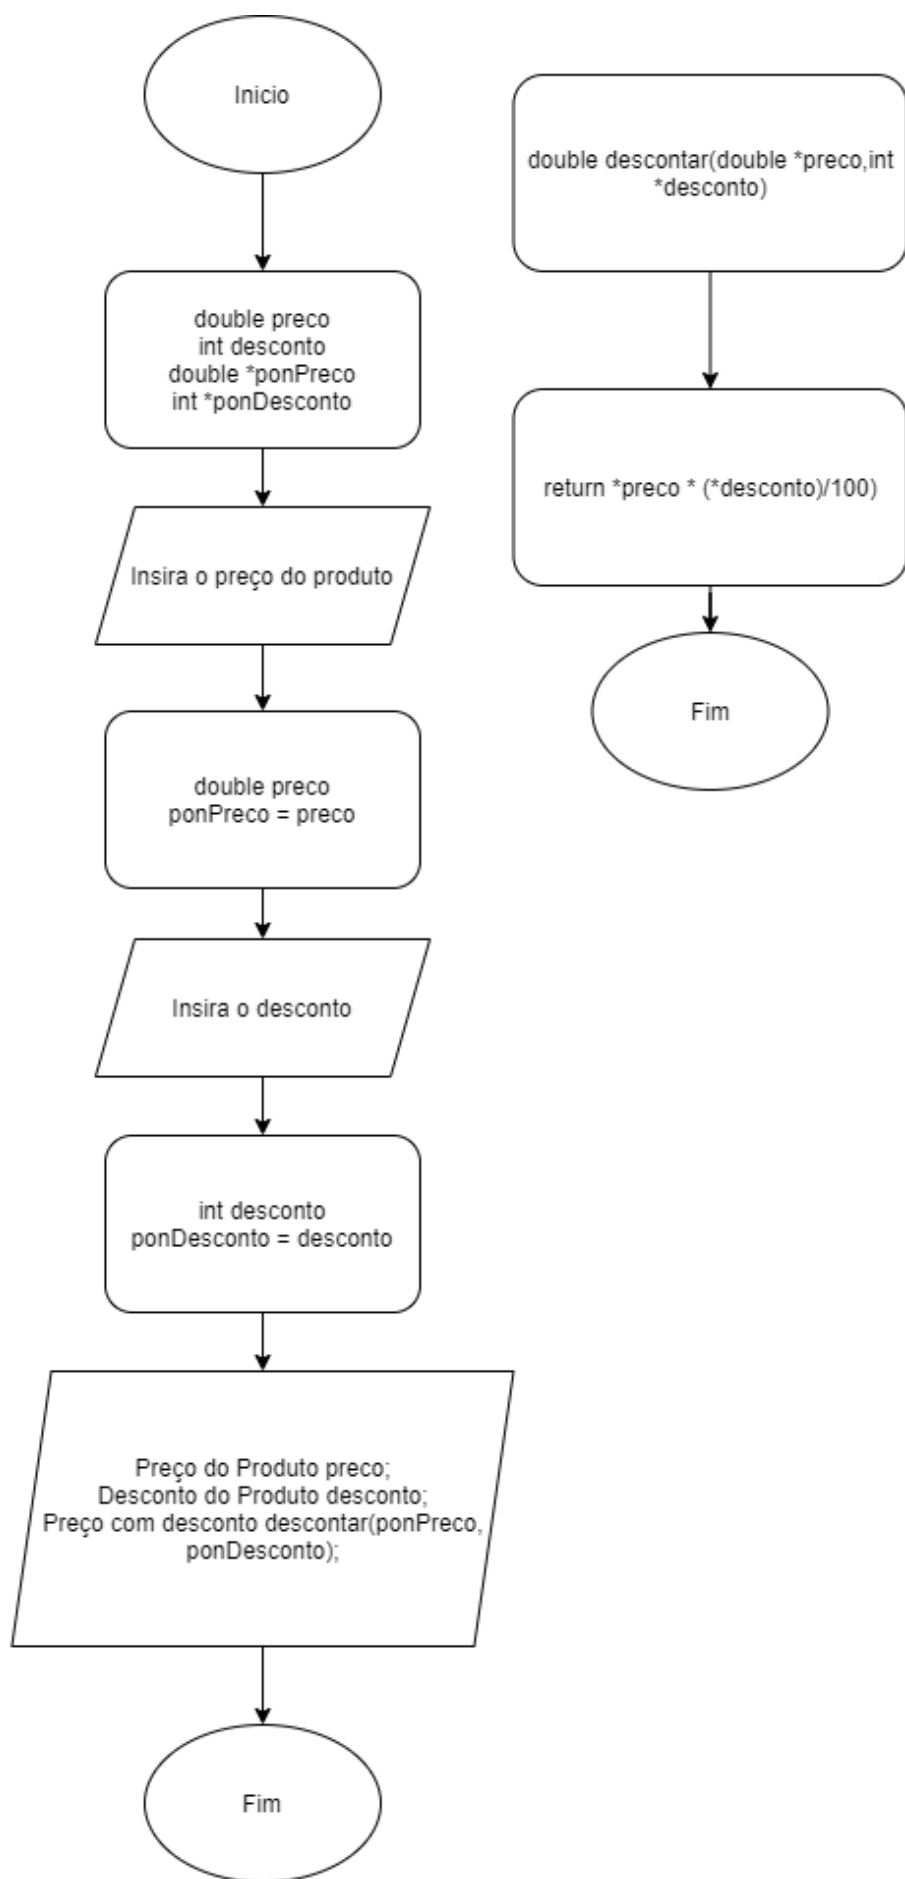 Inicio
double preco
int desconto
double *ponPreco
int *ponDesconto
Insira o preço do produto
double preco
ponPreco = preco
Insira o desconto
int desconto
ponDesconto = desconto
Preço do Produto preco;
Desconto do Produto desconto;
Preço com desconto descontar(ponPreco,
ponDesconto);
Fim
double descontar(double *preco,int
*desconto)
return *preco * (*desconto)/100)
Fim